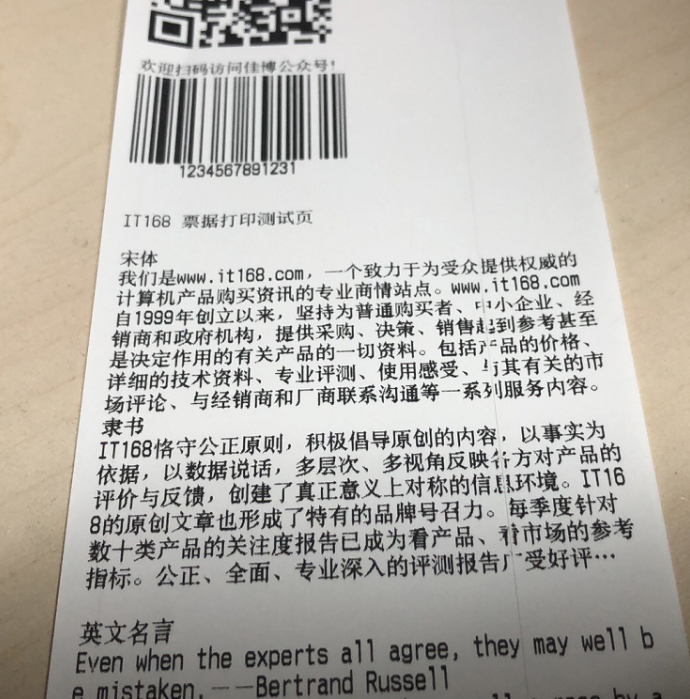 欢迎扫码访问佳博公众号!
1234567891231
IT168 票据打印测试页
宋体
我们是www.it168.com，一个致力于为受众提供权威的
计算机产品购买资讯的专业商情站点。www.it168.com
自1999年创立以来，坚持为普通购买者、中小企业、经
销商和政府机构，提供采购、决策、销售起到参考甚至
是决定作用的有关产品的一切资料。包括产品的价格、
详细的技术资料、专业评测、使用感受、与其有关的市
场评论、与经销商和厂商联系沟通等一系列服务内容。
隶书
IT168恪守公正原则，积极倡导原创的内容，以事实为
依据，以数据说话，多层次、多视角反映各方对产品的
评价与反馈，创建了真正意义上对称的信息环境。IT16
8的原创文章也形成了特有的品牌号召力。每季度针对
数十类产品的关注度报告已成为看产品、看市场的参考
指标。公正、全面、专业深入的评测报告广受好评…
英文名言
Even when the experts all agree, they may well b
e mistaken.——Bertrand Russell